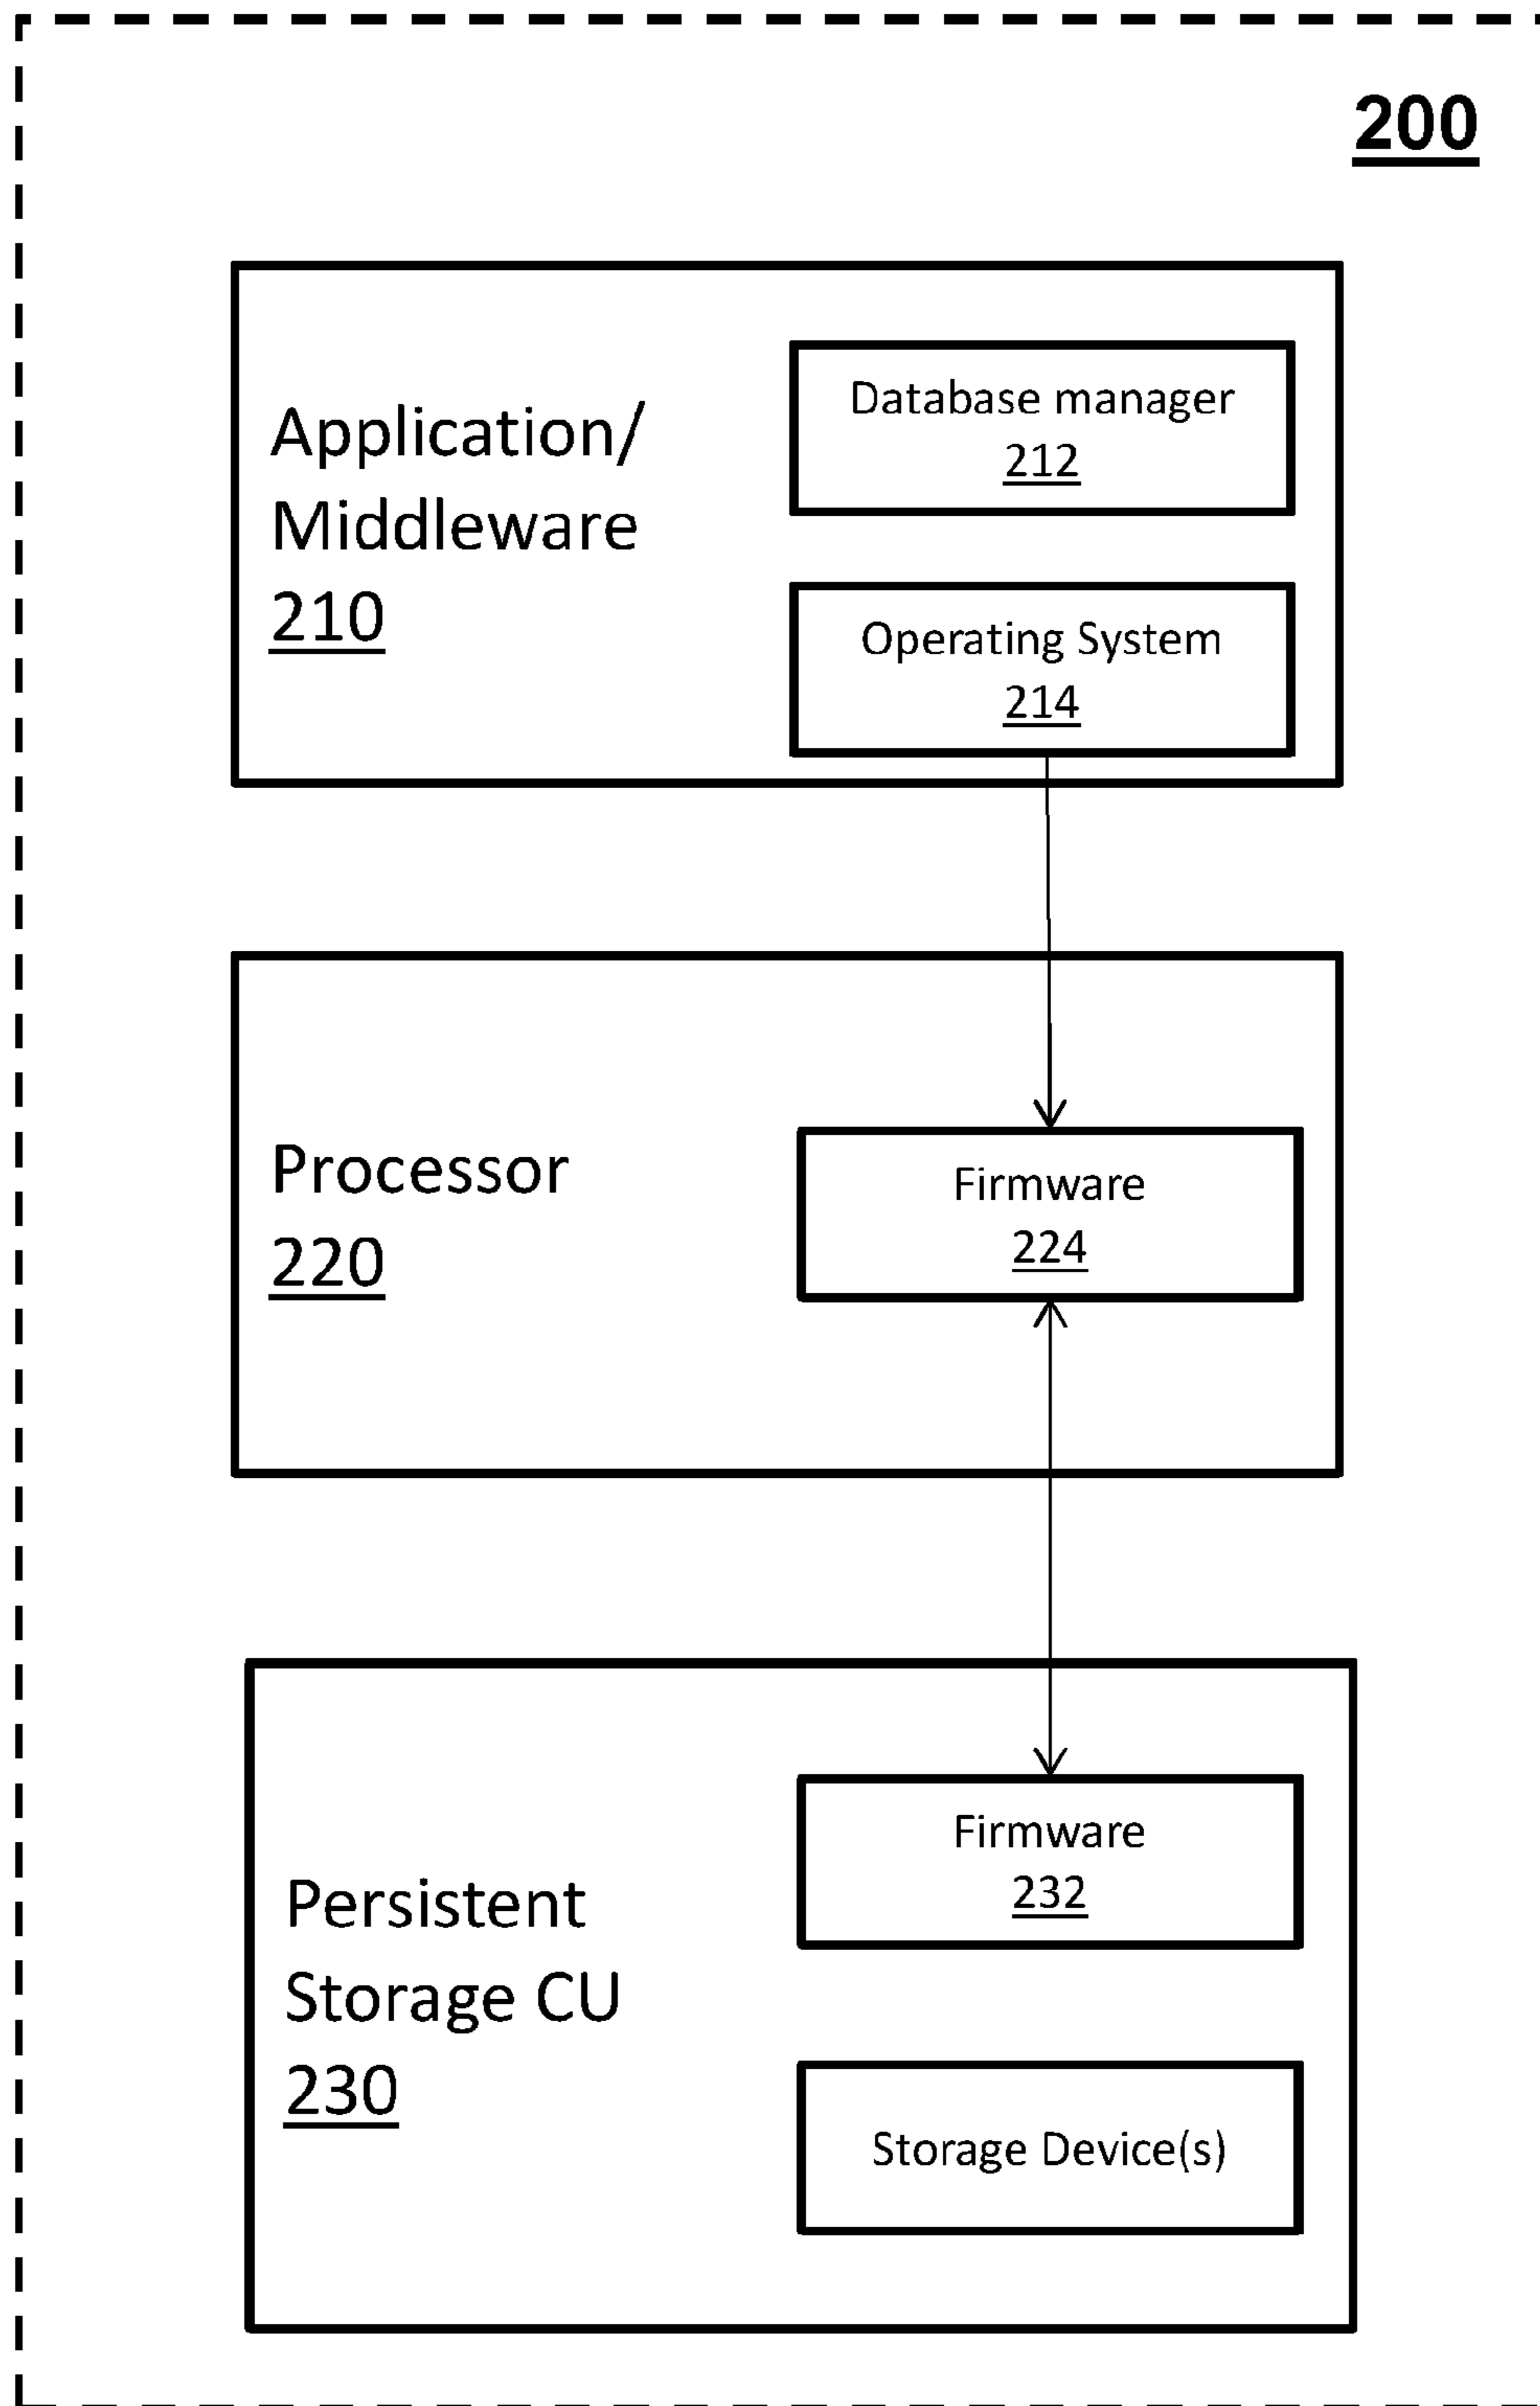 200
Application/
Middleware
210
Database manager
212
Operating System
214
Processor
220
Firmware
224
Persistent
Storage CU
230
Firmware
232
Storage Device(s)